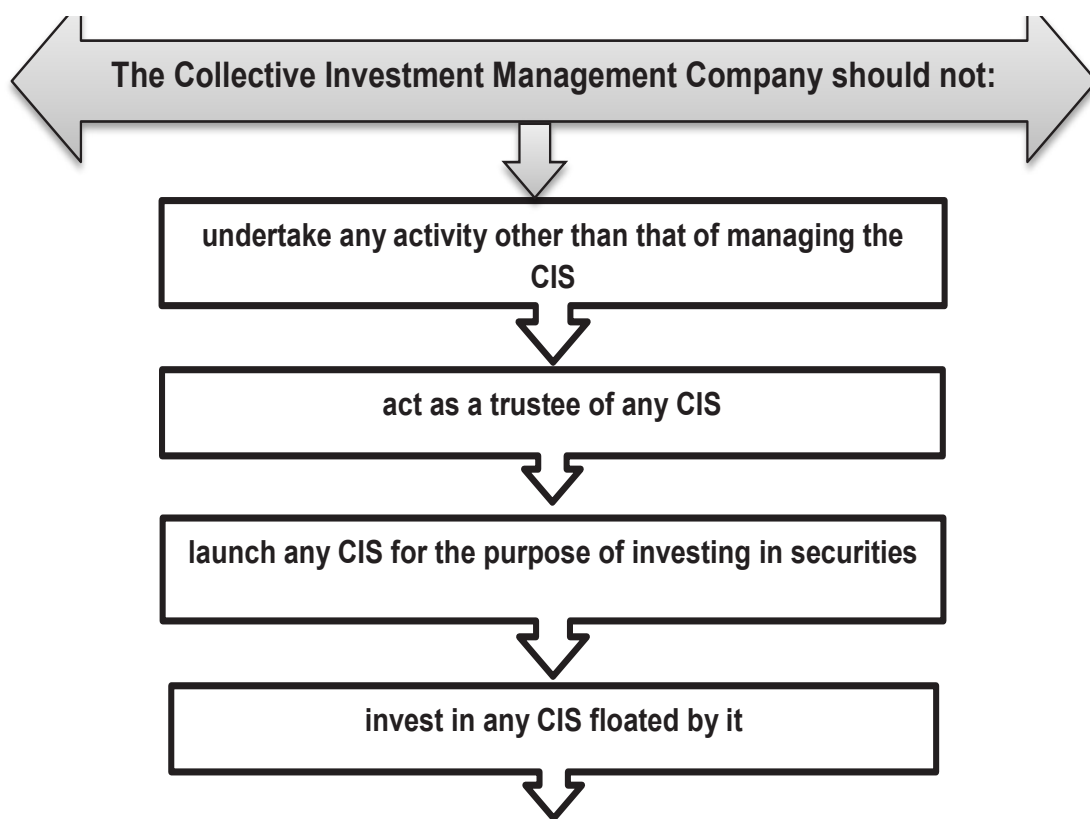 The Collective Investment Management Company should not:
undertake any activity other than that of managing the
CIS
act as a trustee of any CIS
launch any CIS for the purpose of investing in securities
invest in any CIS floated by it